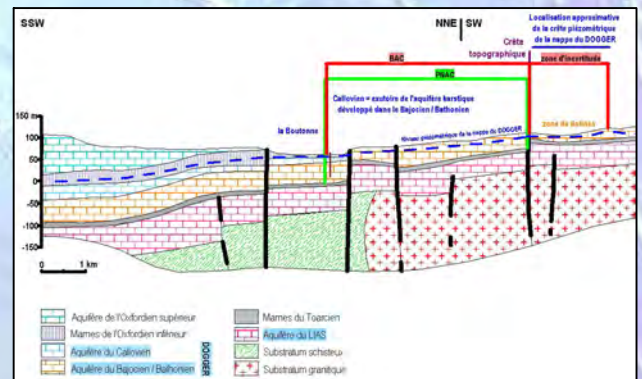 SSW
NNE
SW
Localisation approximative
de la crête piézométrique
de la nappe du DOGGER
Crête
topographique
BAC
zone d'incertitude
PNAC
Callovien = exutoire de l'aquifère karstique
développé dans le Bajocien / Bathonien
la Boutonne
Niveau piézométrique de la nappe du DOGGER
zone de
150 m
100
50
0
-50
-100
-150
0 1 km
Aquifère de l'Oxfordien supérieur
Marnes de l'Oxfordien inférieur
Aquifère du Callovien
Aquifère du Bajocien / Bathonien
DOGGER
Marnes du Toarcien
Aquifère du LIAS
Substratum schisteux
Substratum granitique